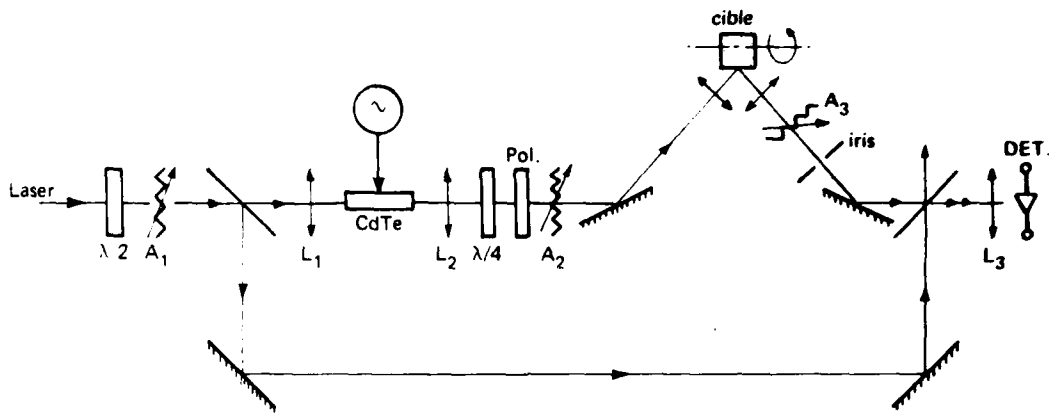 cible
A3
iris
Pol.
DET.
Laser
CdTe
λ 2
A1
L1
L2
λ/4
A2
L3